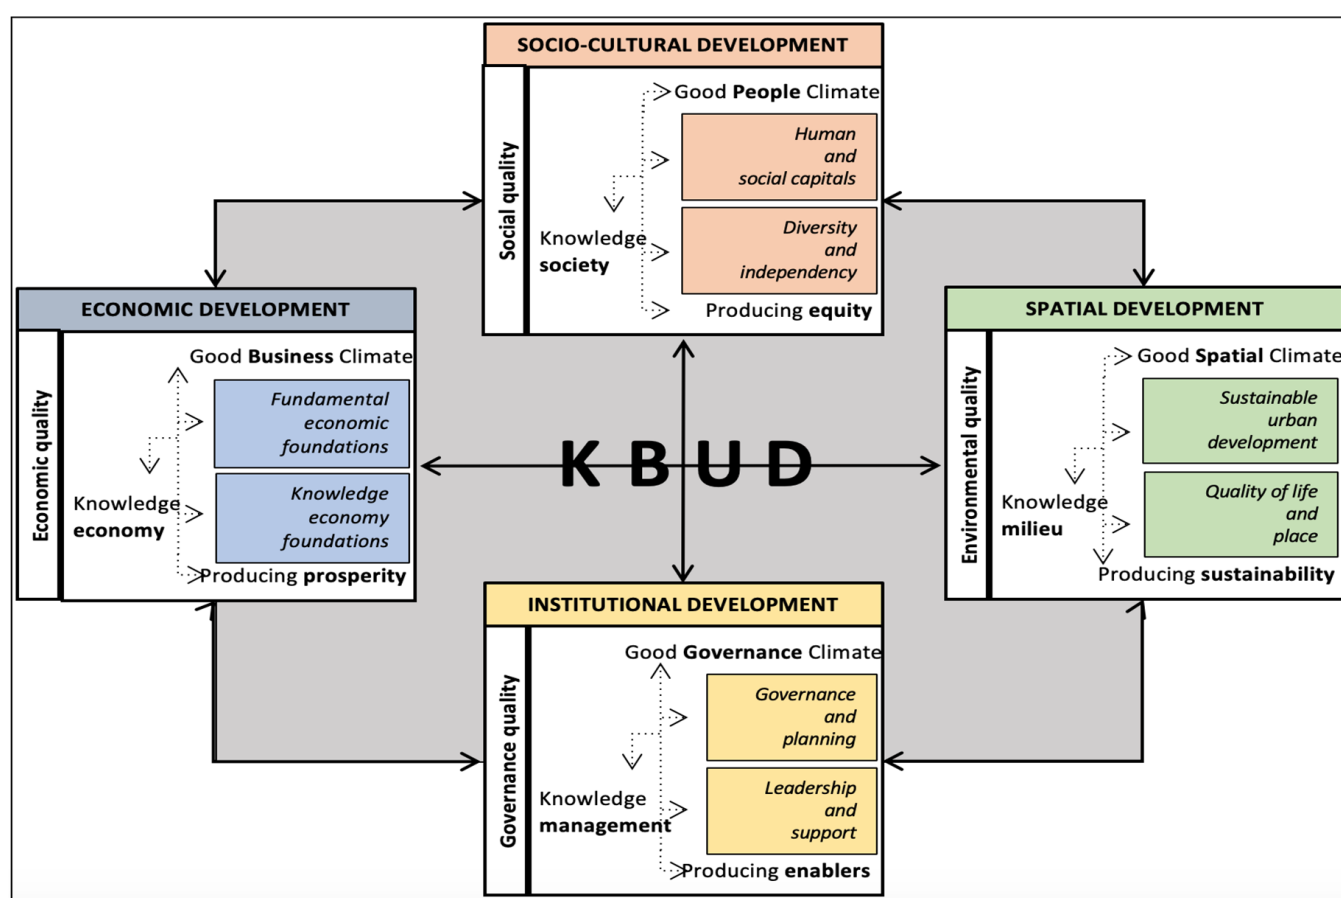 SOCIO-CULTURAL DEVELOPMENT
Social quality
Good People Climate
Human
and
social capitals
Knowledge
society
Diversity
and
independency
Producing equity
ECONOMIC DEVELOPMENT
Economic quality
Good Business Climate
Fundamental
economic
foundations
Knowledge
economy
Knowledge
economy
foundations
Producing prosperity
KBUD
SPATIAL DEVELOPMENT
Environmental quality
Good Spatial Climate
Sustainable
urban
development
Knowledge
milieu
Quality of life
and
place
Producing sustainability
INSTITUTIONAL DEVELOPMENT
Governance quality
Good Governance Climate
Governance
and
planning
Knowledge
management
Leadership
and
support
Producing enablers